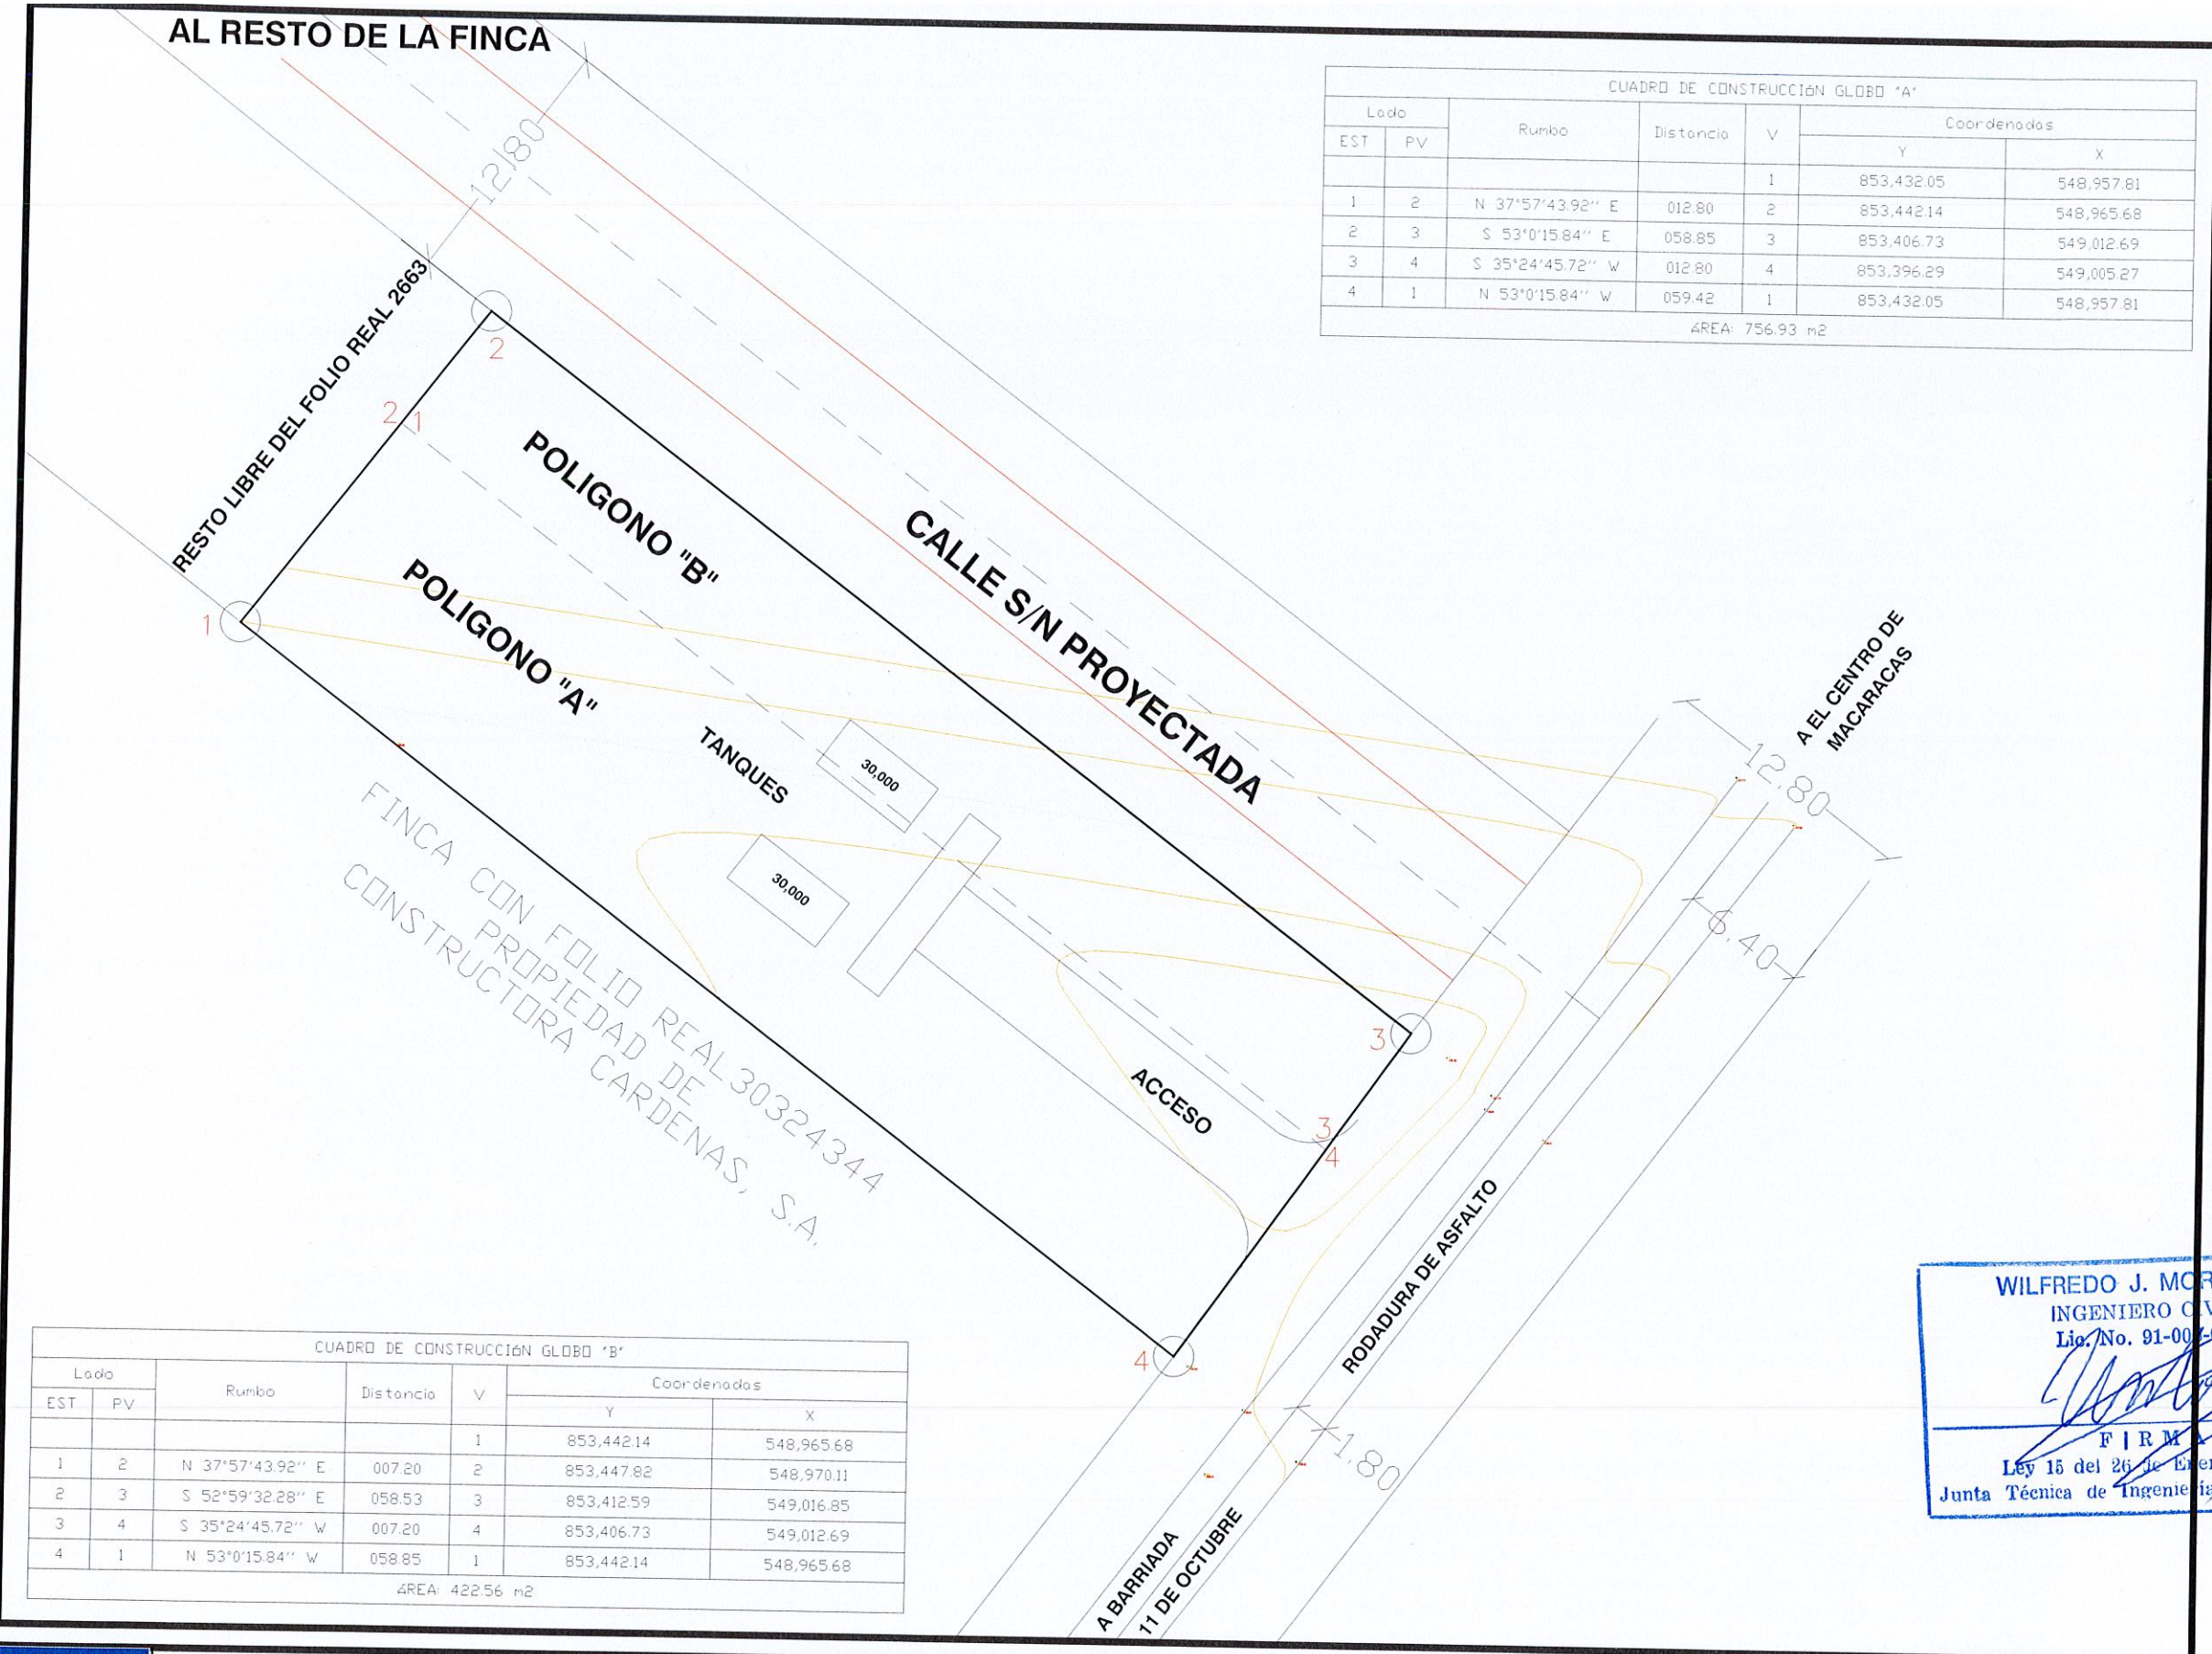 AL RESTO DE LA FINCA
12.80
CUADRO DE CONSTRUCCIóN GLOBO "A"
Lado Rumbo Distancia V Coordenadas
EST PV Y X
1 853,432.05 548,957.81
1 2 N 37°57'43.92'' E 012.80 2 853,442.14 548,965.68
2 3 S 53°0'15.84'' E 058.85 3 853,406.73 549,012.69
3 4 S 35°24'45.72'' W 012.80 4 853,396.29 549,005.27
4 1 N 53°0'15.84'' W 059.42 1 853,432.05 548,957.81
áREA: 756.93 m2
RESTO LIBRE DEL FOLIO REAL 2663
2
2 1
1
POLIGONO "B"
POLIGONO "A"
CALLE S/N PROYECTADA
TANQUES
30,000
30,000
A EL CENTRO DE
MACARACAS
12.80
6.40
FINCA CON FOLIO REAL 30324344
PROPIEDAD DE
CONSTRUCTORA CARDENAS, S.A.
3
ACCESO
3
4
4
RODADURA DE ASFALTO
1.80
A BARRIADA
11 DE OCTUBRE
CUADRO DE CONSTRUCCIóN GLOBO "B"
Lado Rumbo Distancia V Coordenadas
EST PV Y X
1 853,442.14 548,965.68
1 2 N 37°57'43.92'' E 007.20 2 853,447.82 548,970.11
2 3 S 52°59'32.28'' E 058.53 3 853,412.59 549,016.85
3 4 S 35°24'45.72'' W 007.20 4 853,406.73 549,012.69
4 1 N 53°0'15.84'' W 058.85 1 853,442.14 548,965.68
áREA: 422.56 m2
WILFREDO J.
INGENIERO
Lic. No. 91-00
FIRMA
Ley 15 del 26 de
Junta Técnica de